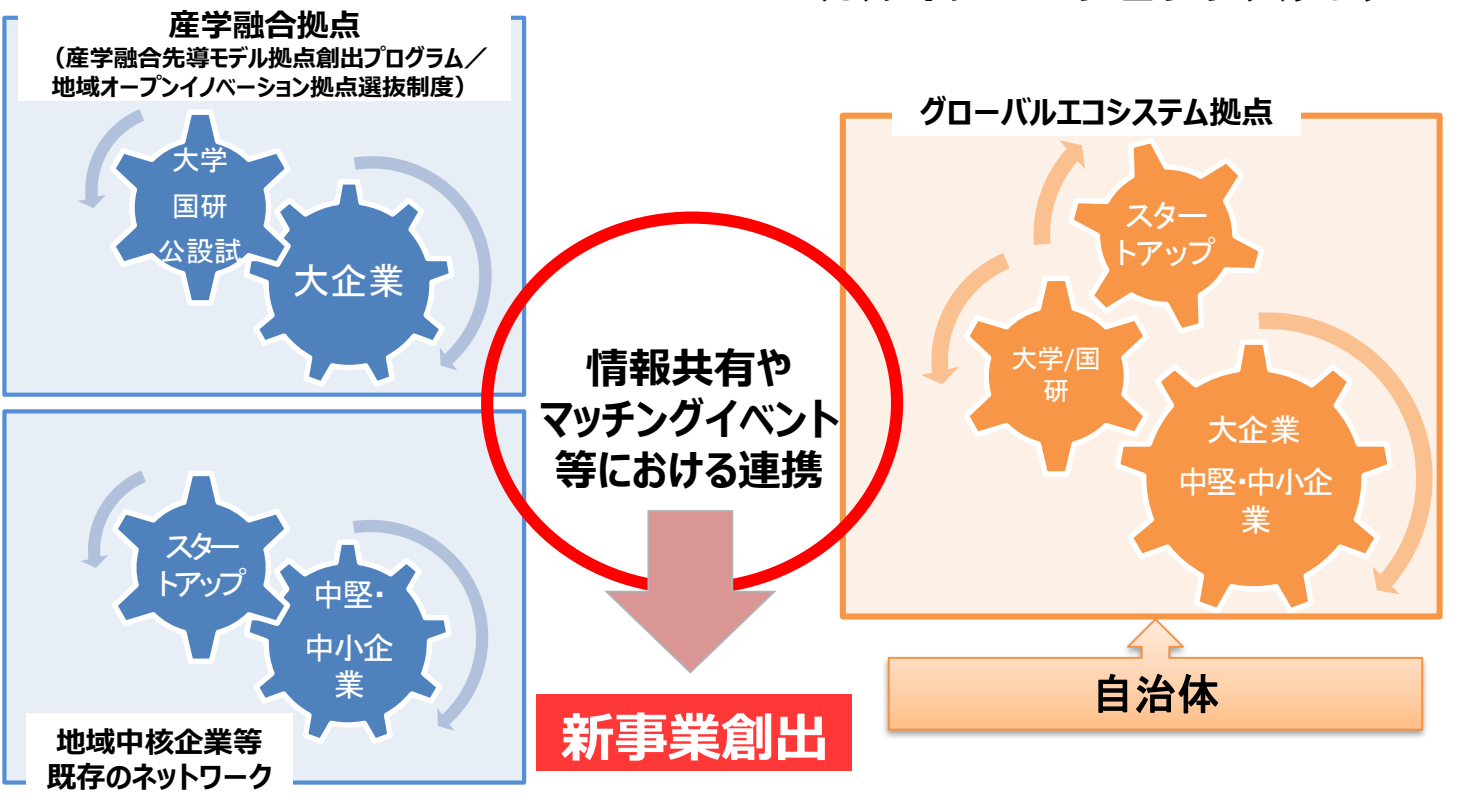 産学融合拠点
（産学融合先導モデル拠点創出プログラム／
地域オープンイノベーション拠点選抜制度）
大学
国研
公設試
大企業
スター
トアップ
中堅・
中小企
業
地域中核企業等
既存のネットワーク
情報共有や
マッチングイベント
等における連携
新事業創出
グローバルエコシステム拠点
スター
トアップ
大学/国
研
大企業
中堅・中小企
業
自治体